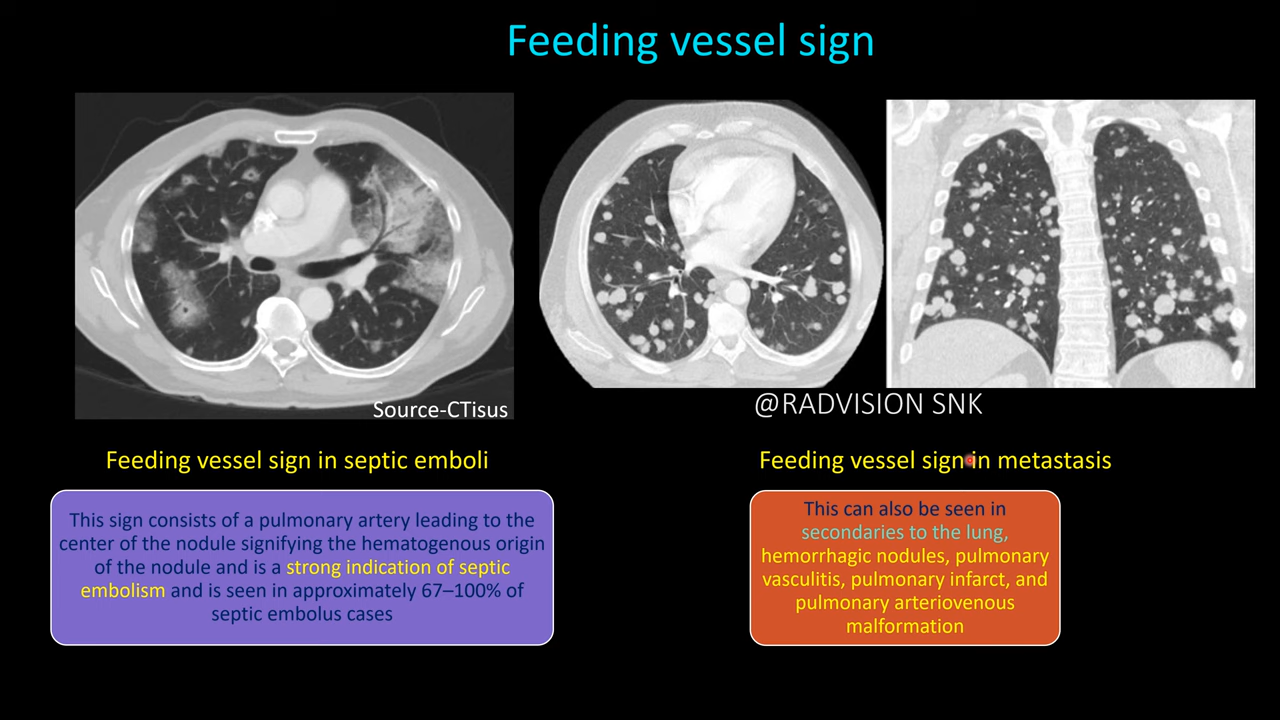 Feeding vessel sign
Source-CTisus
@RADVISION SNK
Feeding vessel sign in septic emboli
Feeding vessel sign in metastasis
This sign consists of a pulmonary artery leading to the
center of the nodule signifying the hematogenous origin
of the nodule and is a strong indication of septic
embolism and is seen in approximately 67–100% of
septic embolus cases
This can also be seen in
secondaries to the lung,
hemorrhagic nodules, pulmonary
vasculitis, pulmonary infarct, and
pulmonary arteriovenous
malformation